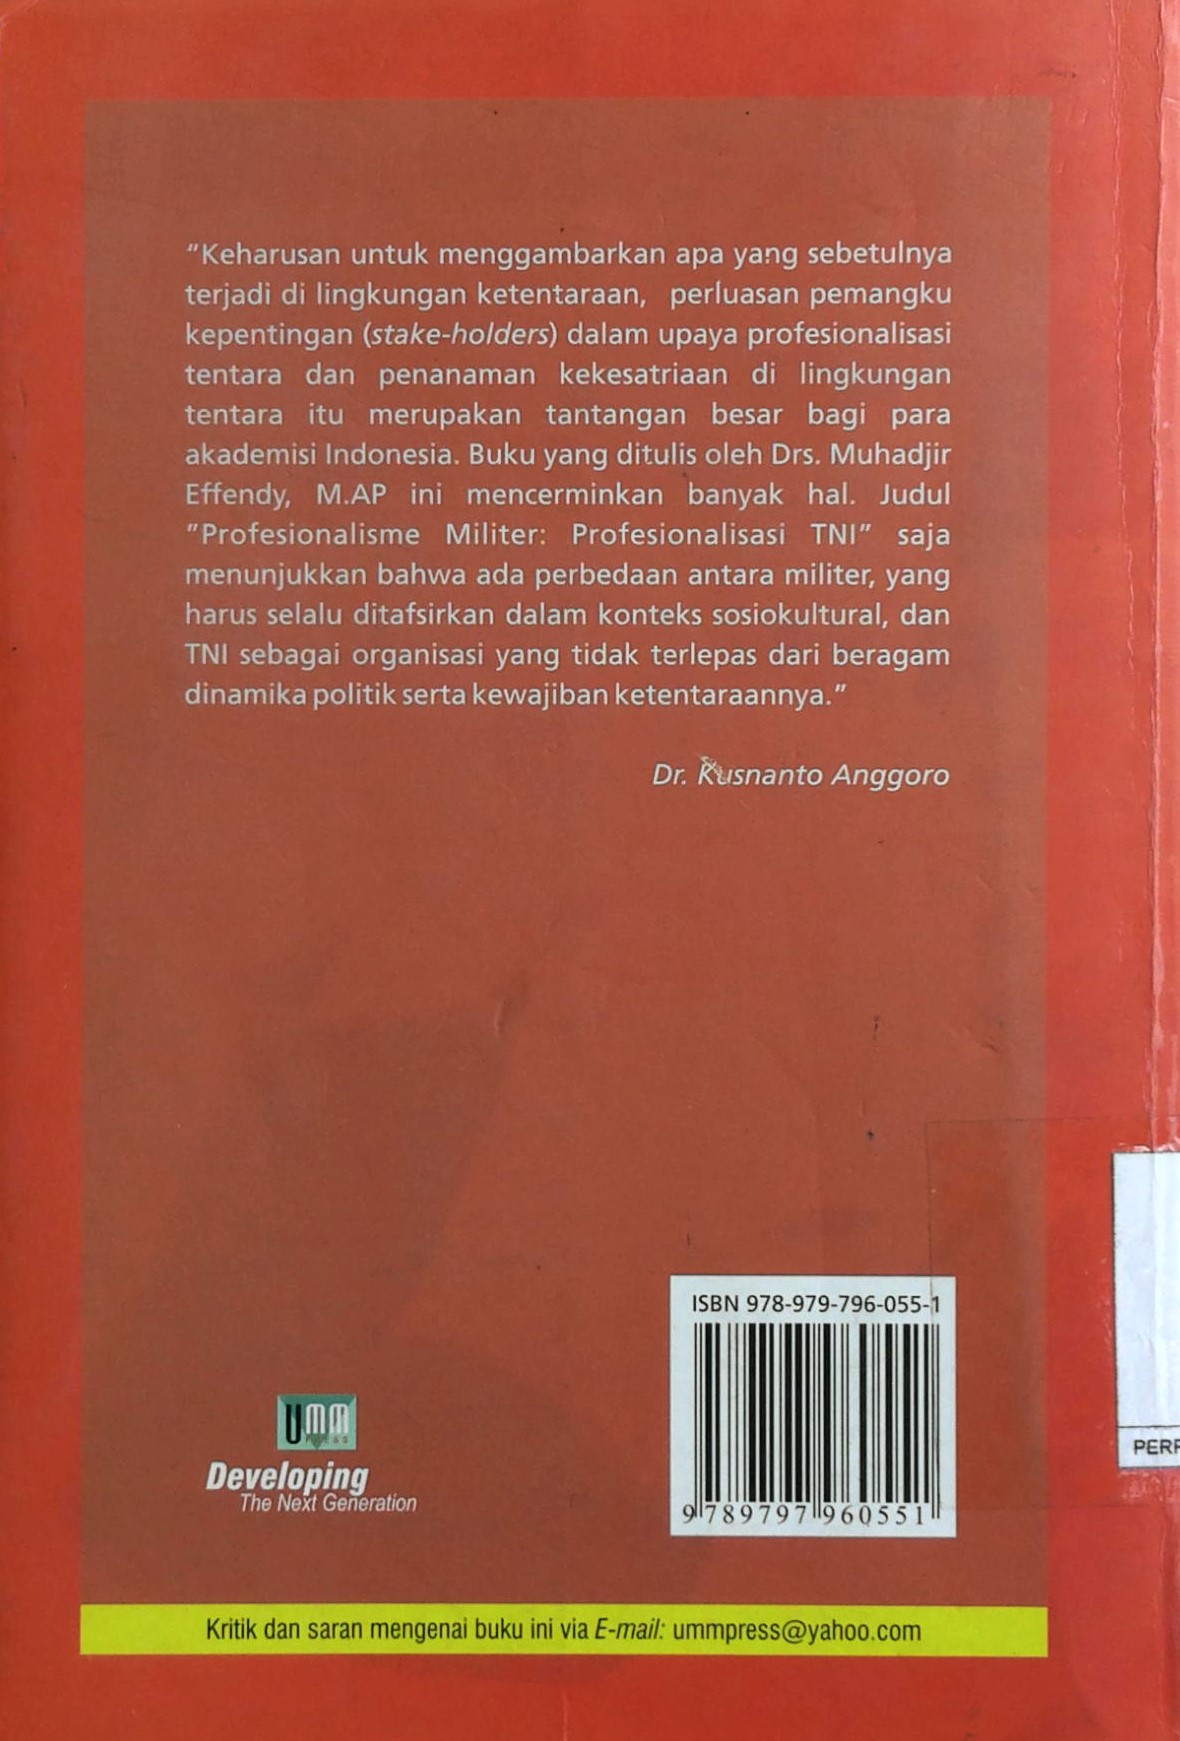 "Keharusan untuk menggambarkan apa yang sebetulnya
terjadi di lingkungan ketentaraan, perluasan pemangku
kepentingan (stake-holders) dalam upaya profesionalisasi
tentara dan penanaman kekesatriaan di lingkungan
tentara itu merupakan tantangan besar bagi para
akademisi Indonesia. Buku yang ditulis oleh Drs. Muhadjir
Effendy, M.AP ini mencerminkan banyak hal. Judul
"Profesionalisme Militer: Profesionalisasi TNI" saja
menunjukkan bahwa ada perbedaan antara militer, yang
harus selalu ditafsirkan dalam konteks sosiokultural, dan
TNI sebagai organisasi yang tidak terlepas dari beragam
dinamika politik serta kewajiban ketentaraannya."
Dr. Kusnanto Anggoro
ISBN 978-979-796-055-1
9 789797 960551
UMM
PRESS
Developing
The Next Generation
PERP
Kritik dan saran mengenai buku ini via E-mail: ummpress@yahoo.com